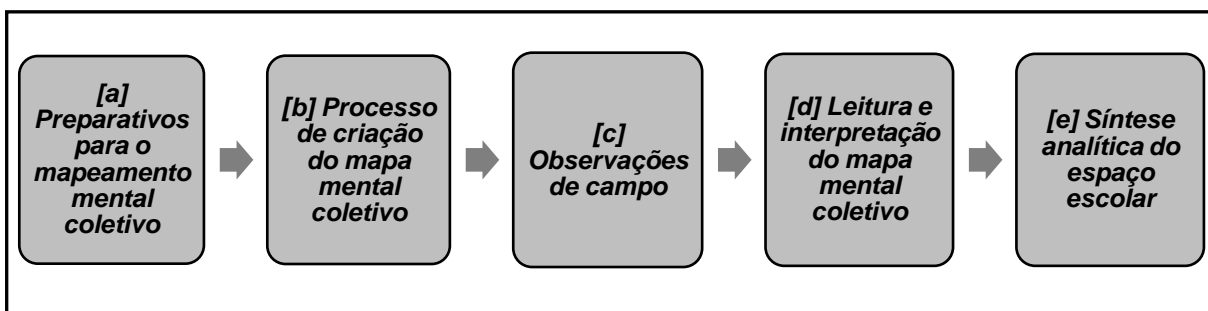 [a]
Preparativos
para o
mapeamento
mental
coletivo
[b] Processo
de criação
do mapa
mental
coletivo
[c]
Observações
de campo
[d] Leitura e
interpretação
do mapa
mental
coletivo
[e] Síntese
analítica do
espaço
escolar